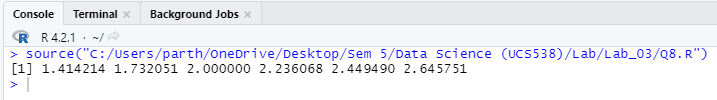 Console Terminal × Background Jobs ×
R 4.2.1 · ~/
> source("C:/Users/parth/OneDrive/Desktop/Sem 5/Data Science (UCS538)/Lab/Lab_03/Q8.R")
[1] 1.414214 1.732051 2.000000 2.236068 2.449490 2.645751
>